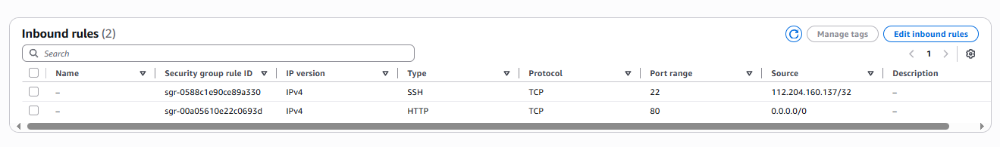 Inbound rules (2)
Manage tags
Edit inbound rules
Search
1
Name Security group rule ID IP version Type Protocol Port range Source Description
– sgr-0588c1e90ce89a330 IPv4 SSH TCP 22 112.204.160.137/32 –
– sgr-00a05610e22c0693d IPv4 HTTP TCP 80 0.0.0.0/0 –